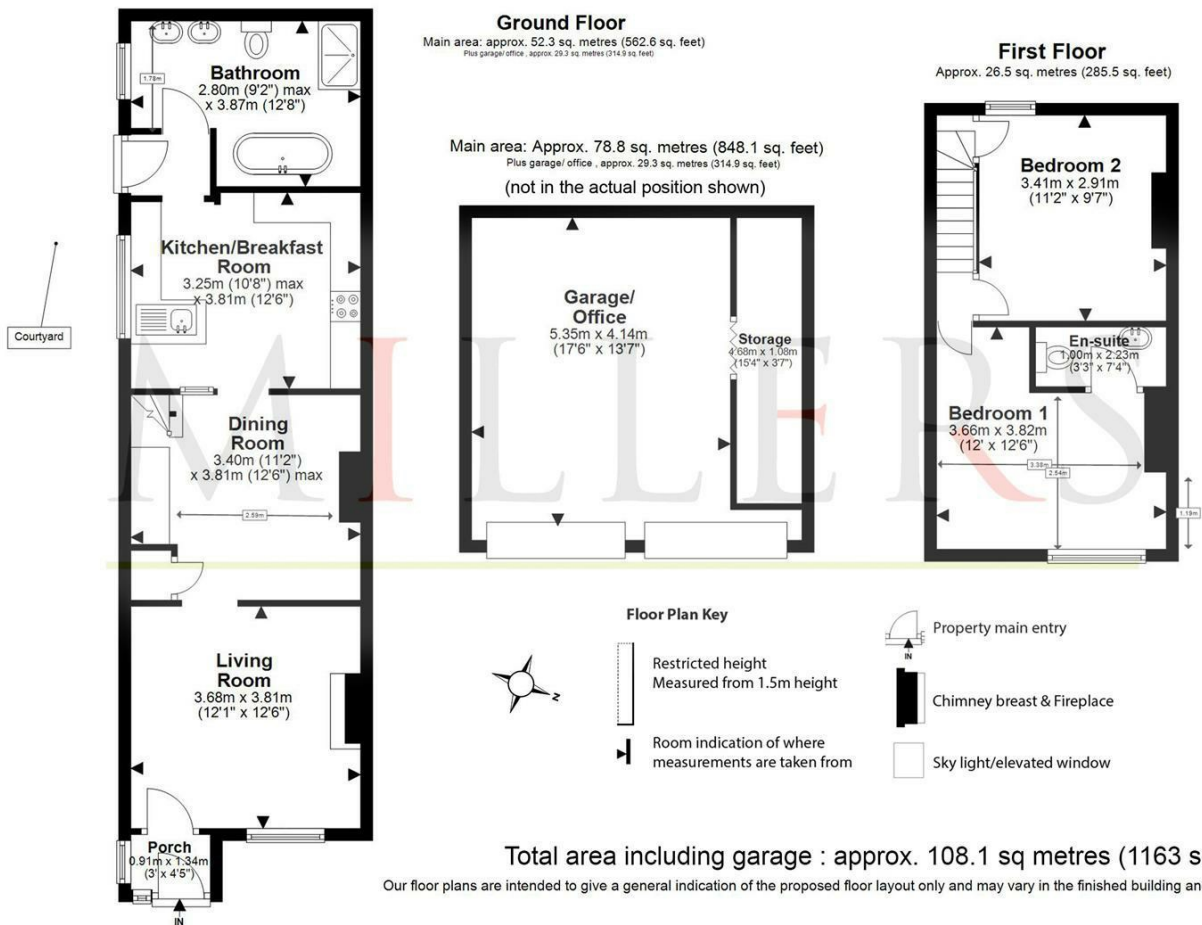 Ground Floor
Main area: approx. 52.3 sq. metres (562.6 sq. feet)
Plus garage/ office , approx. 29.3 sq. metres (314.9 sq. feet)
First Floor
Approx. 26.5 sq. metres (285.5 sq. feet)
Main area: Approx. 78.8 sq. metres (848.1 sq. feet)
Plus garage/ office , approx. 29.3 sq. metres (314.9 sq. feet)
(not in the actual position shown)
1.78m
Bathroom
2.80m (9'2") max
x 3.87m (12'8")
Kitchen/Breakfast
Room
3.25m (10'8") max
x 3.81m (12'6")
Courtyard
Dining
Room
3.40m (11'2")
x 3.81m (12'6") max
2.59m
Living
Room
3.68m x 3.81m
(12'1" x 12'6")
Porch
0.91m x 1.34m
(3' x 4'5")
IN
Garage/
Office
5.35m x 4.14m
(17'6" x 13'7")
Storage
4.68m x 1.08m
(15'4" x 3'7")
Bedroom 2
3.41m x 2.91m
(11'2" x 9'7")
En-suite
1.00m x 2.23m
(3'3" x 7'4")
Bedroom 1
3.66m x 3.82m
(12' x 12'6")
3.38m
2.54m
1.19m
MILLERS
Floor Plan Key
Restricted height
Measured from 1.5m height
Room indication of where
measurements are taken from
N
IN
Property main entry
Chimney breast & Fireplace
Sky light/elevated window
Total area including garage : approx. 108.1 sq metres (1163 s
Our floor plans are intended to give a general indication of the proposed floor layout only and may vary in the finished building an